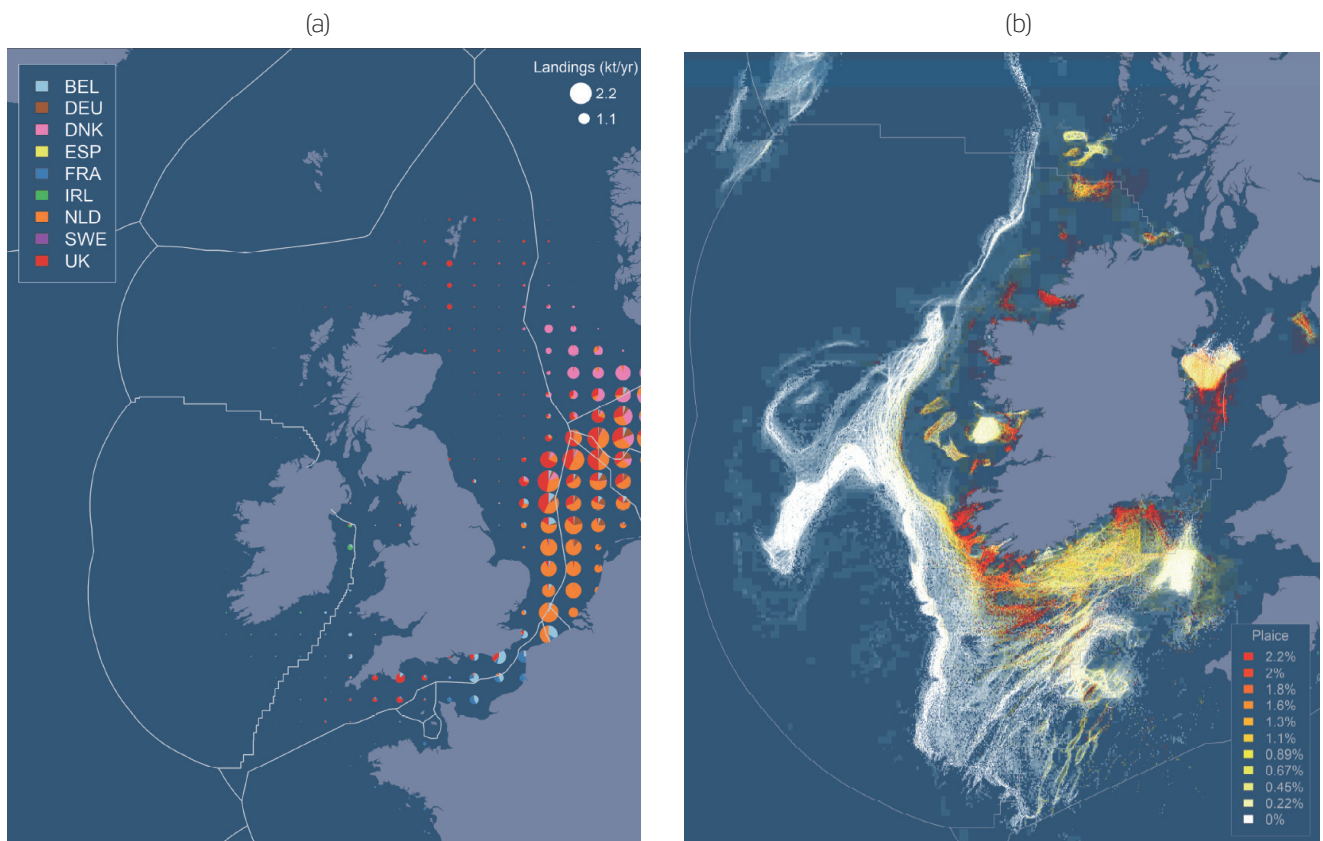 (a)
(b)
BEL
DEU
DNK
ESP
FRA
IRL
NLD
SWE
UK
Landings (kt/yr)
2.2
1.1
Plaice
2.2%
2%
1.8%
1.6%
1.3%
1.1%
0.89%
0.67%
0.45%
0.22%
0%